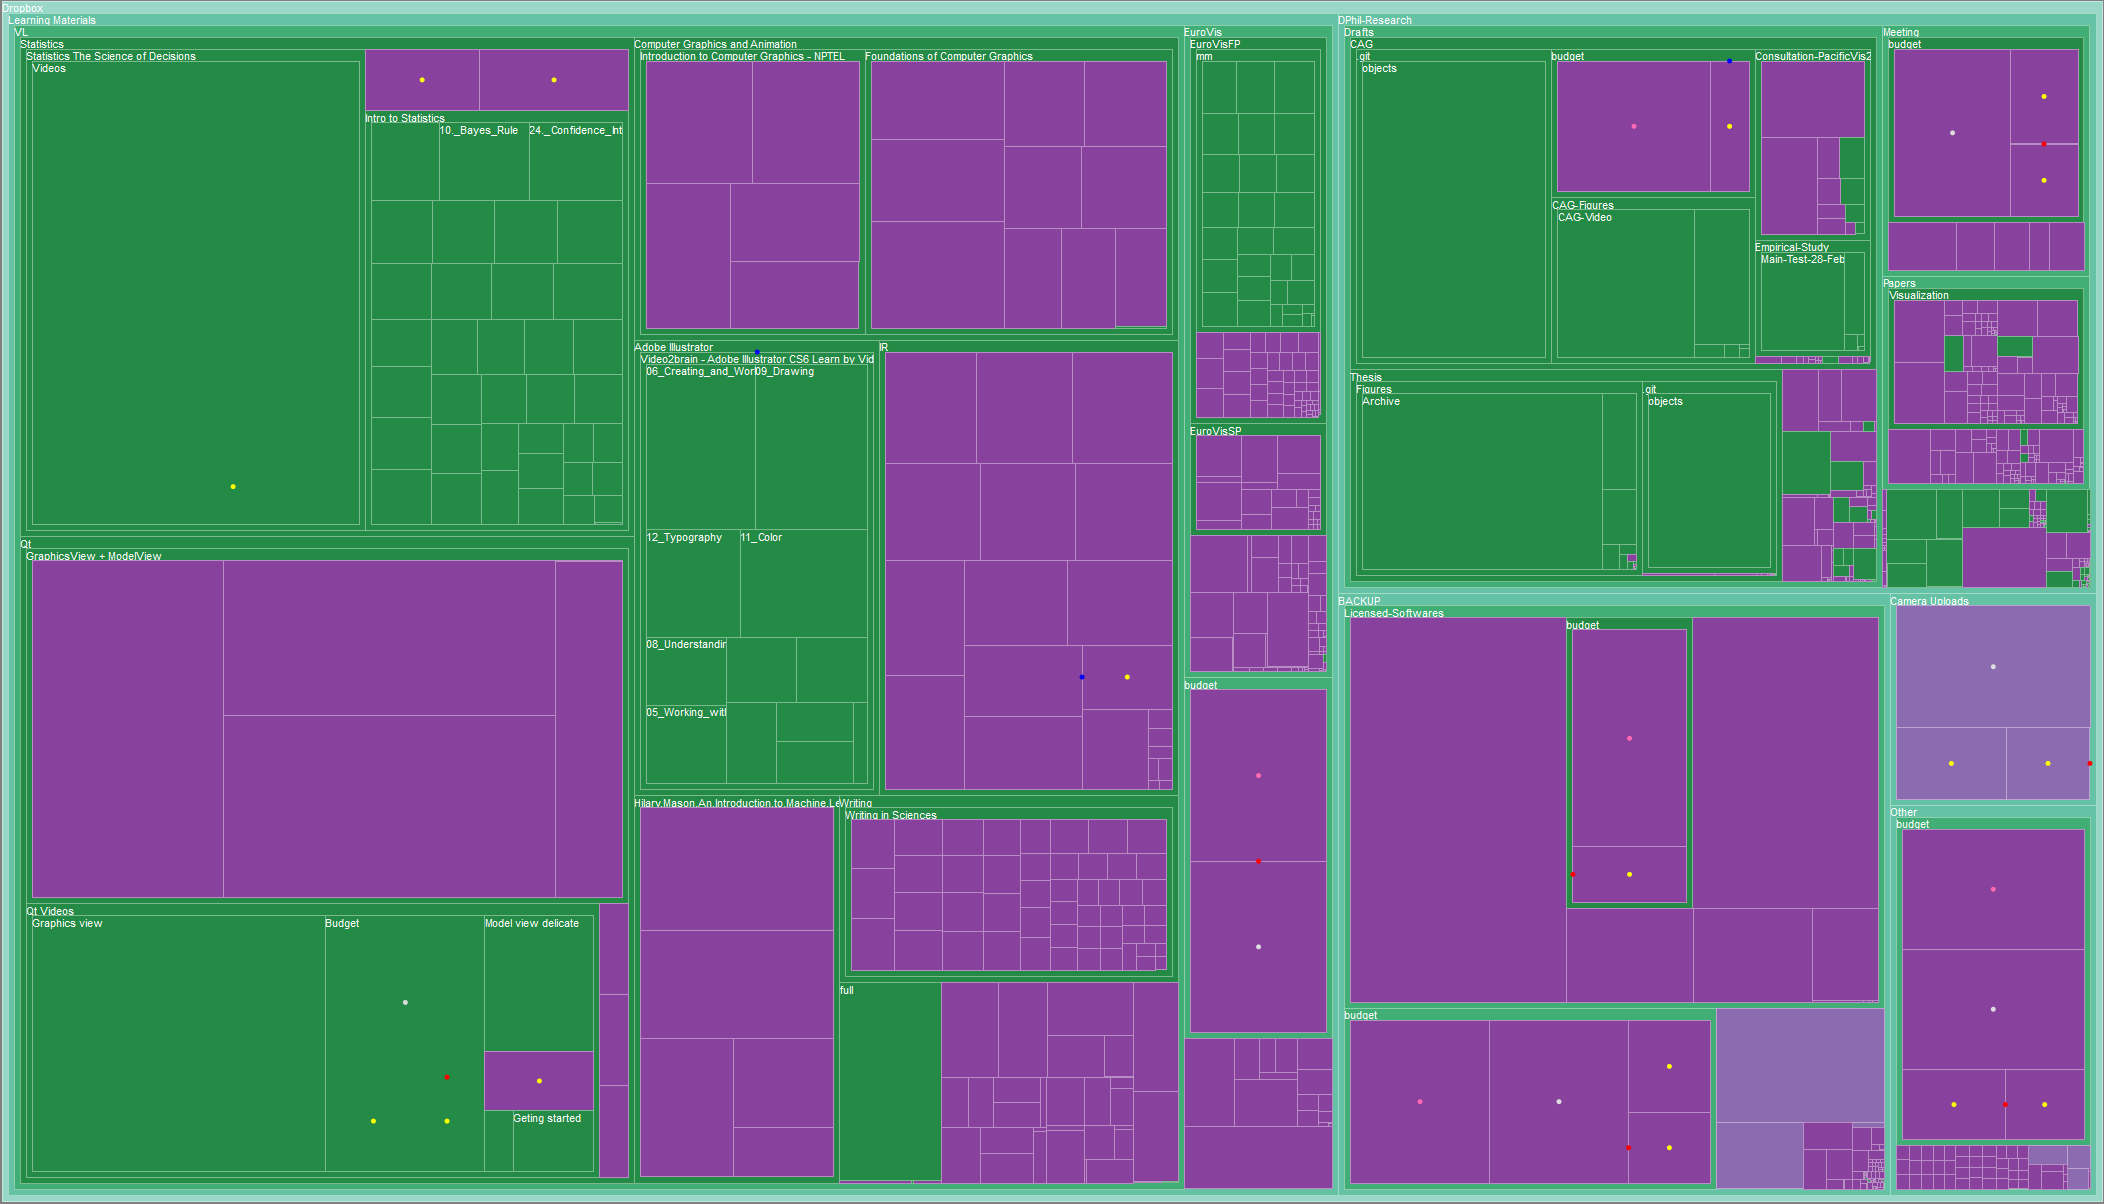 Dropbox
Learning Materials
VL
Statistics
Statistics The Science of Decisions
Videos
Intro to Statistics
10._Bayes_Rule
24._Confidence_Int
Qt
GraphicsView + ModelView
Qt Videos
Graphics view
Budget
Model view delicate
Geting started
Computer Graphics and Animation
Introduction to Computer Graphics - NPTEL
Foundations of Computer Graphics
Adobe Illustrator
Video2brain - Adobe Illustrator CS6 Learn by Vid
06_Creating_and_Wor
09_Drawing
12_Typography
11_Color
08_Understandin
05_Working_with
IR
Hilary.Mason.An.Introduction.to.Machine.Le
Writing
Writing in Sciences
full
EuroVis
EuroVisFP
mm
EuroVisSP
budget
DPhil-Research
Drafts
CAG
.git
objects
budget
CAG-Figures
CAG-Video
Consultation-PacificVis2
Empirical-Study
Main-Test-28-Feb
Thesis
Figures
Archive
.git
objects
Meeting
budget
Papers
Visualization
BACKUP
Licensed-Softwares
budget
budget
Camera Uploads
Other
budget